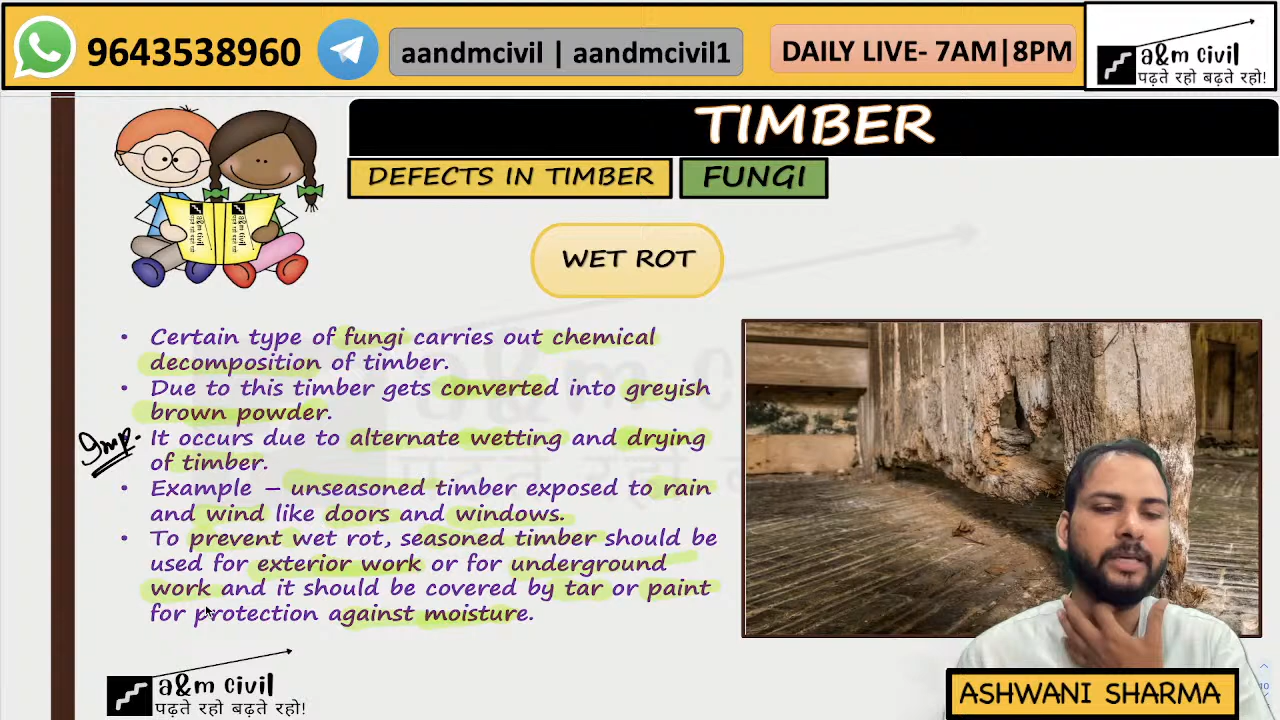 9643538960
aandmcivil | aandmcivil1
DAILY LIVE- 7AM|8PM
a&m civil
पढ़ते रहो बढ़ते रहो!
TIMBER
DEFECTS IN TIMBER
FUNGI
WET ROT
• Certain type of fungi carries out chemical
decomposition of timber.
• Due to this timber gets converted into greyish
brown powder.
Imp. It occurs due to alternate wetting and drying
of timber.
• Example – unseasoned timber exposed to rain
and wind like doors and windows.
• To prevent wet rot, seasoned timber should be
used for exterior work or for underground
work and it should be covered by tar or paint
for protection against moisture.
a&m civil
पढ़ते रहो बढ़ते रहो!
ASHWANI SHARMA